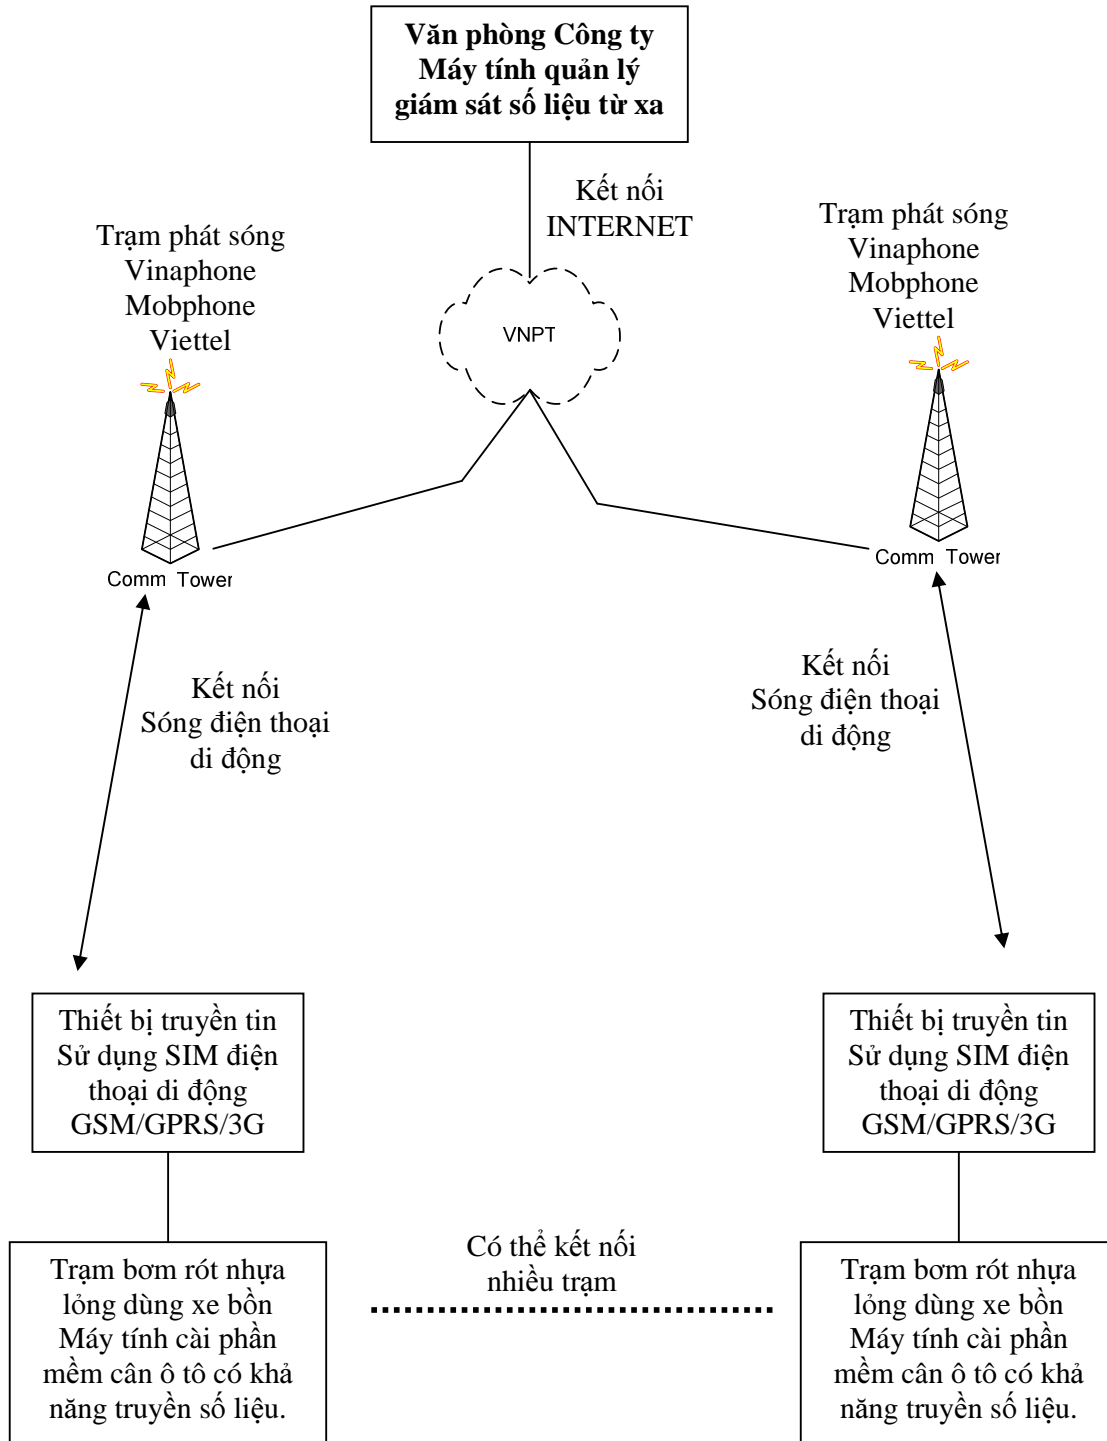 Văn phòng Công ty
Máy tính quản lý
giám sát số liệu từ xa
Kết nối
INTERNET
Trạm phát sóng
Vinaphone
Mobphone
Viettel
Trạm phát sóng
Vinaphone
Mobphone
Viettel
VNPT
Comm Tower
Comm Tower
Kết nối
Sóng điện thoại
di động
Kết nối
Sóng điện thoại
di động
Thiết bị truyền tin
Sử dụng SIM điện
thoại di động
GSM/GPRS/3G
Thiết bị truyền tin
Sử dụng SIM điện
thoại di động
GSM/GPRS/3G
Trạm bơm rót nhựa
lỏng dùng xe bồn
Máy tính cài phần
mềm cân ô tô có khả
năng truyền số liệu.
Có thể kết nối
nhiều trạm
Trạm bơm rót nhựa
lỏng dùng xe bồn
Máy tính cài phần
mềm cân ô tô có khả
năng truyền số liệu.